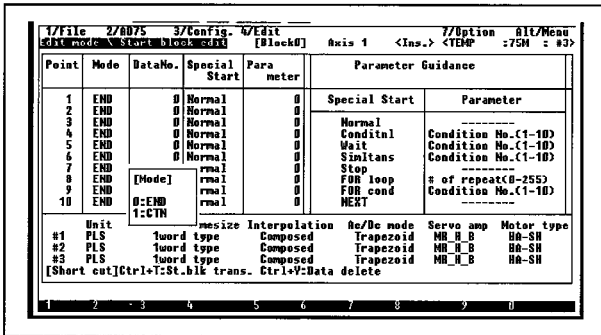 1/File 2/AD75 3/Config. 4/Edit 7/Option Alt/Menu
Edit mode \ Start block edit [Block0] Axis 1 <Ins.> <TEMP :75M : #3>
Point Mode DataNo. Special Start Para meter Parameter Guidance
1 END 0 Normal 0 Special Start Parameter
2 END 0 Normal 0
3 END 0 Normal 0 Normal --------
4 END 0 Normal 0 Conditnl Condition No.(1-10)
5 END 0 Normal 0 Wait Condition No.(1-10)
6 END 0 Normal 0 Simltans Condition No.(1-10)
7 END rmal 0 Stop --------
8 END [Mode] rmal 0 FOR loop # of repeat(0-255)
9 END 0:END rmal 0 FOR cond Condition No.(1-10)
10 END 1:CTN rmal 0 NEXT --------
Unit mesize Interpolation Ac/Dc mode Servo amp Motor type
#1 PLS 1word type Composed Trapezoid MR_H_B HA-SH
#2 PLS 1word type Composed Trapezoid MR_H_B HA-SH
#3 PLS 1word type Composed Trapezoid MR_H_B HA-SH
[Short cut]Ctrl+T:St.blk trans. Ctrl+Y:Data delete
1 2 3 4 5 6 7 8 9 0